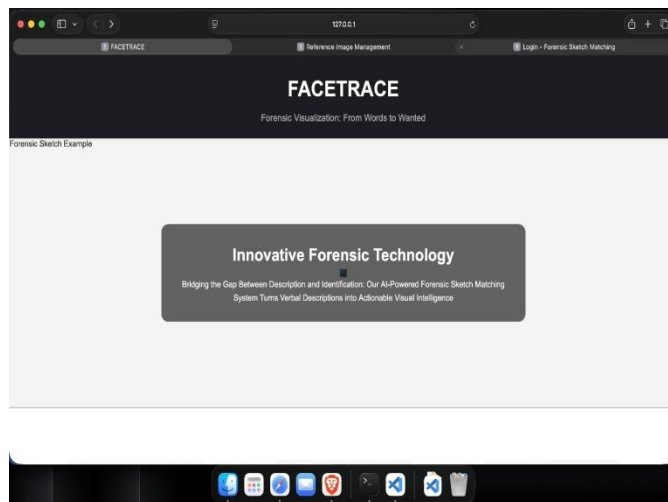 127.0.0.1
FACETRACE
Reference Image Management
Login - Forensic Sketch Matching
FACETRACE
Forensic Visualization: From Words to Wanted
Forensic Sketch Example
Innovative Forensic Technology
Bridging the Gap Between Description and Identification: Our AI-Powered Forensic Sketch Matching
System Turns Verbal Descriptions into Actionable Visual Intelligence